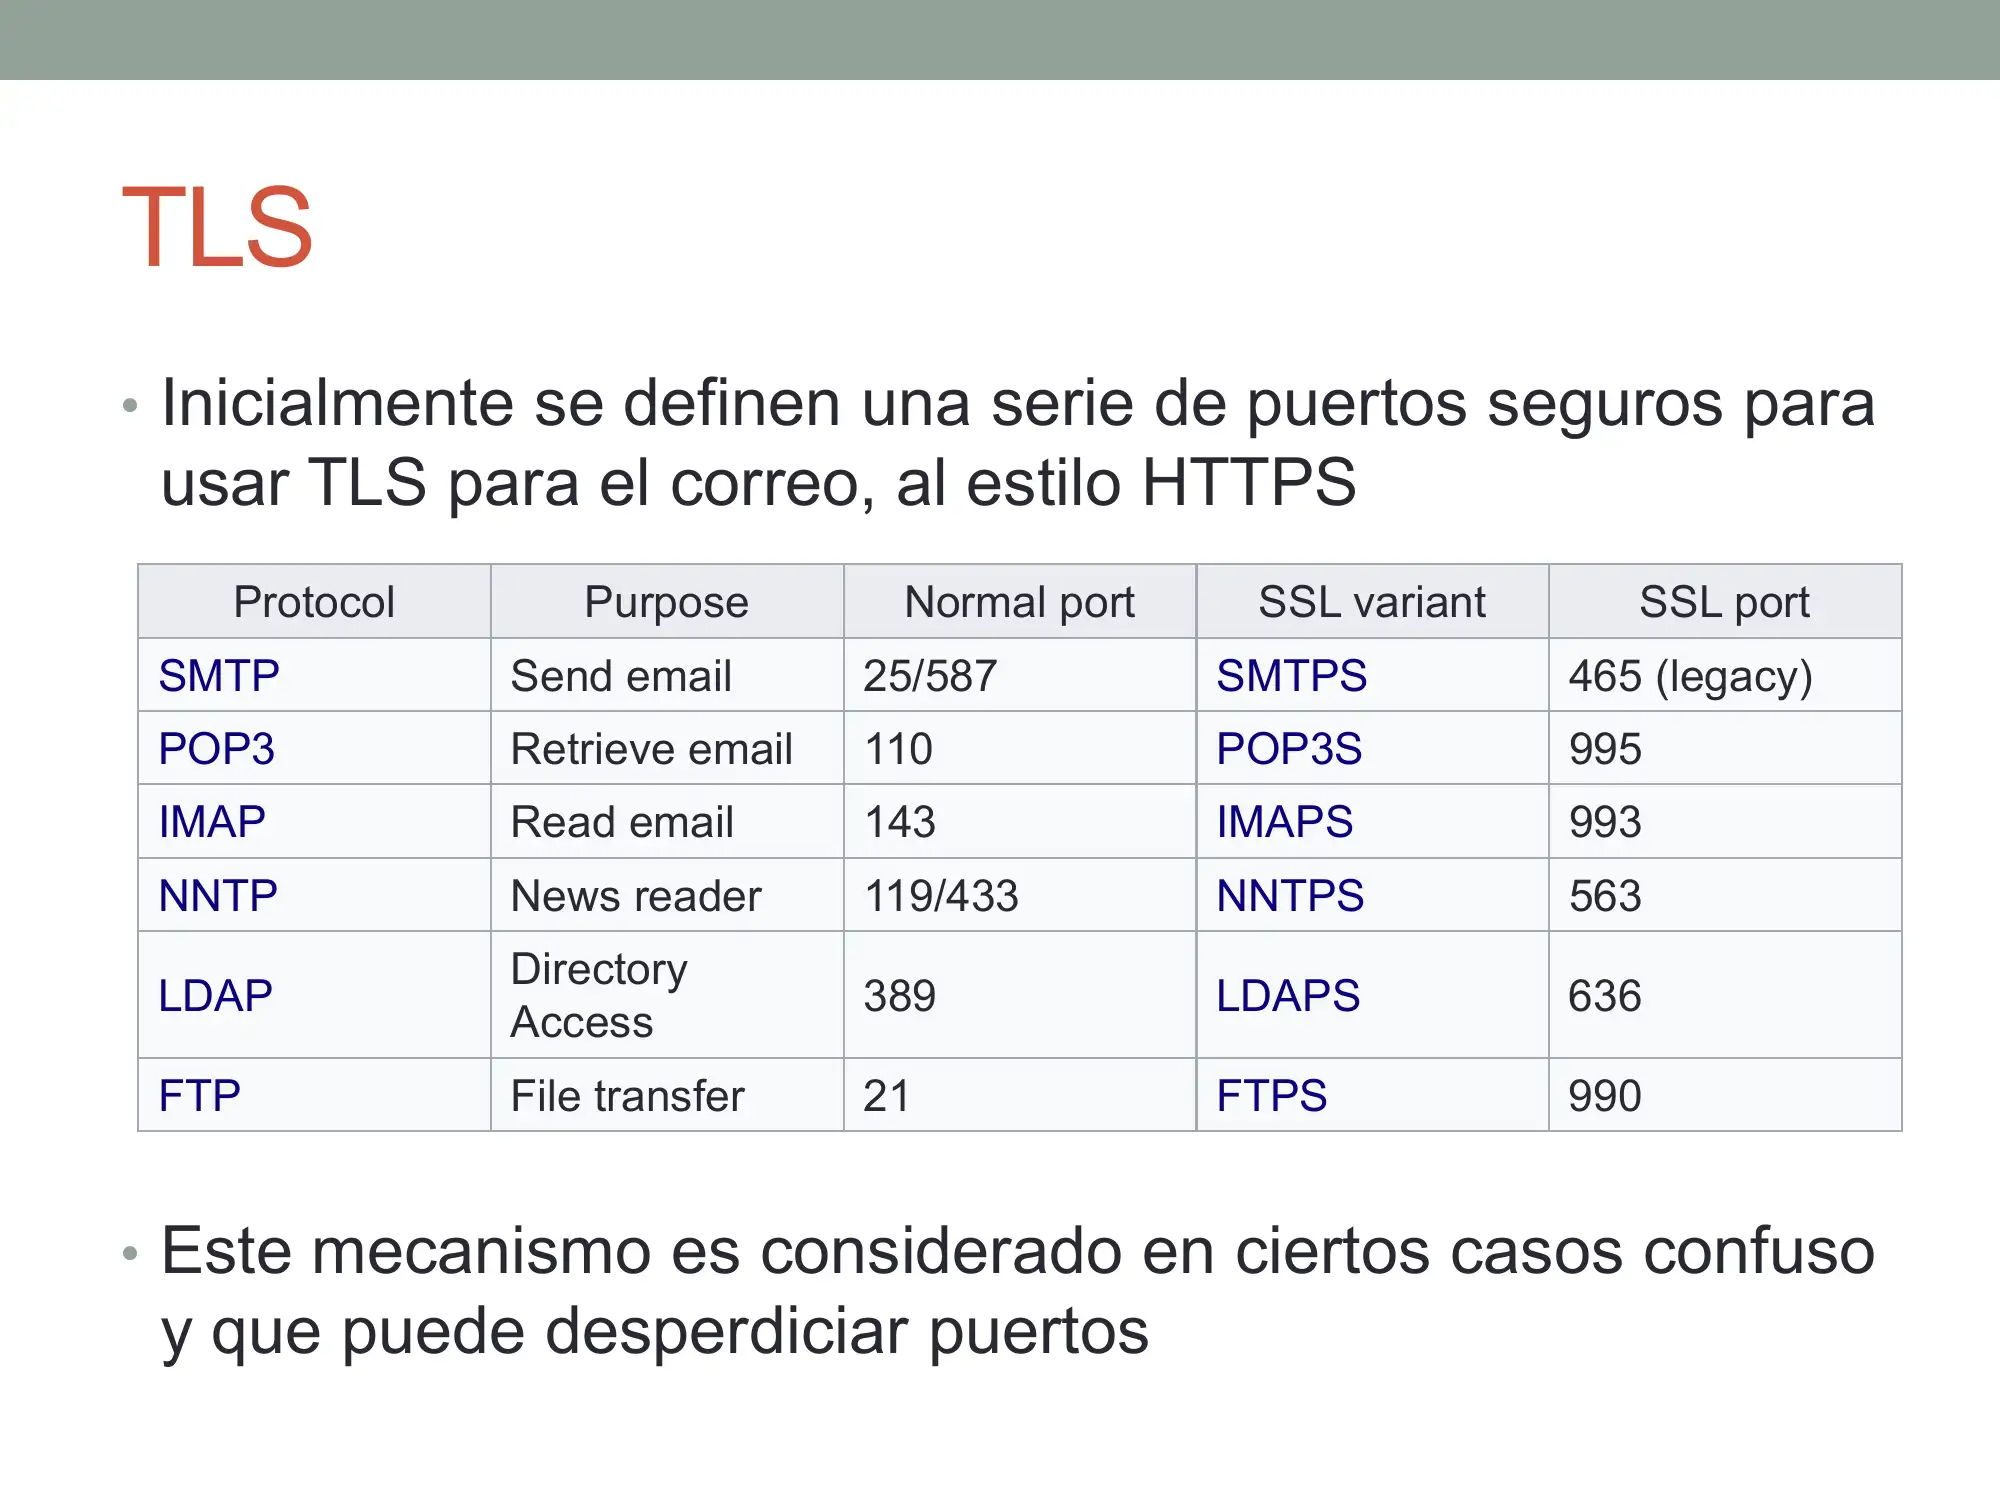 TLS
• Inicialmente se definen una serie de puertos seguros para
usar TLS para el correo, al estilo HTTPS
Protocol Purpose Normal port SSL variant SSL port
SMTP Send email 25/587 SMTPS 465 (legacy)
POP3 Retrieve email 110 POP3S 995
IMAP Read email 143 IMAPS 993
NNTP News reader 119/433 NNTPS 563
LDAP Directory Access 389 LDAPS 636
FTP File transfer 21 FTPS 990
• Este mecanismo es considerado en ciertos casos confuso
y que puede desperdiciar puertos